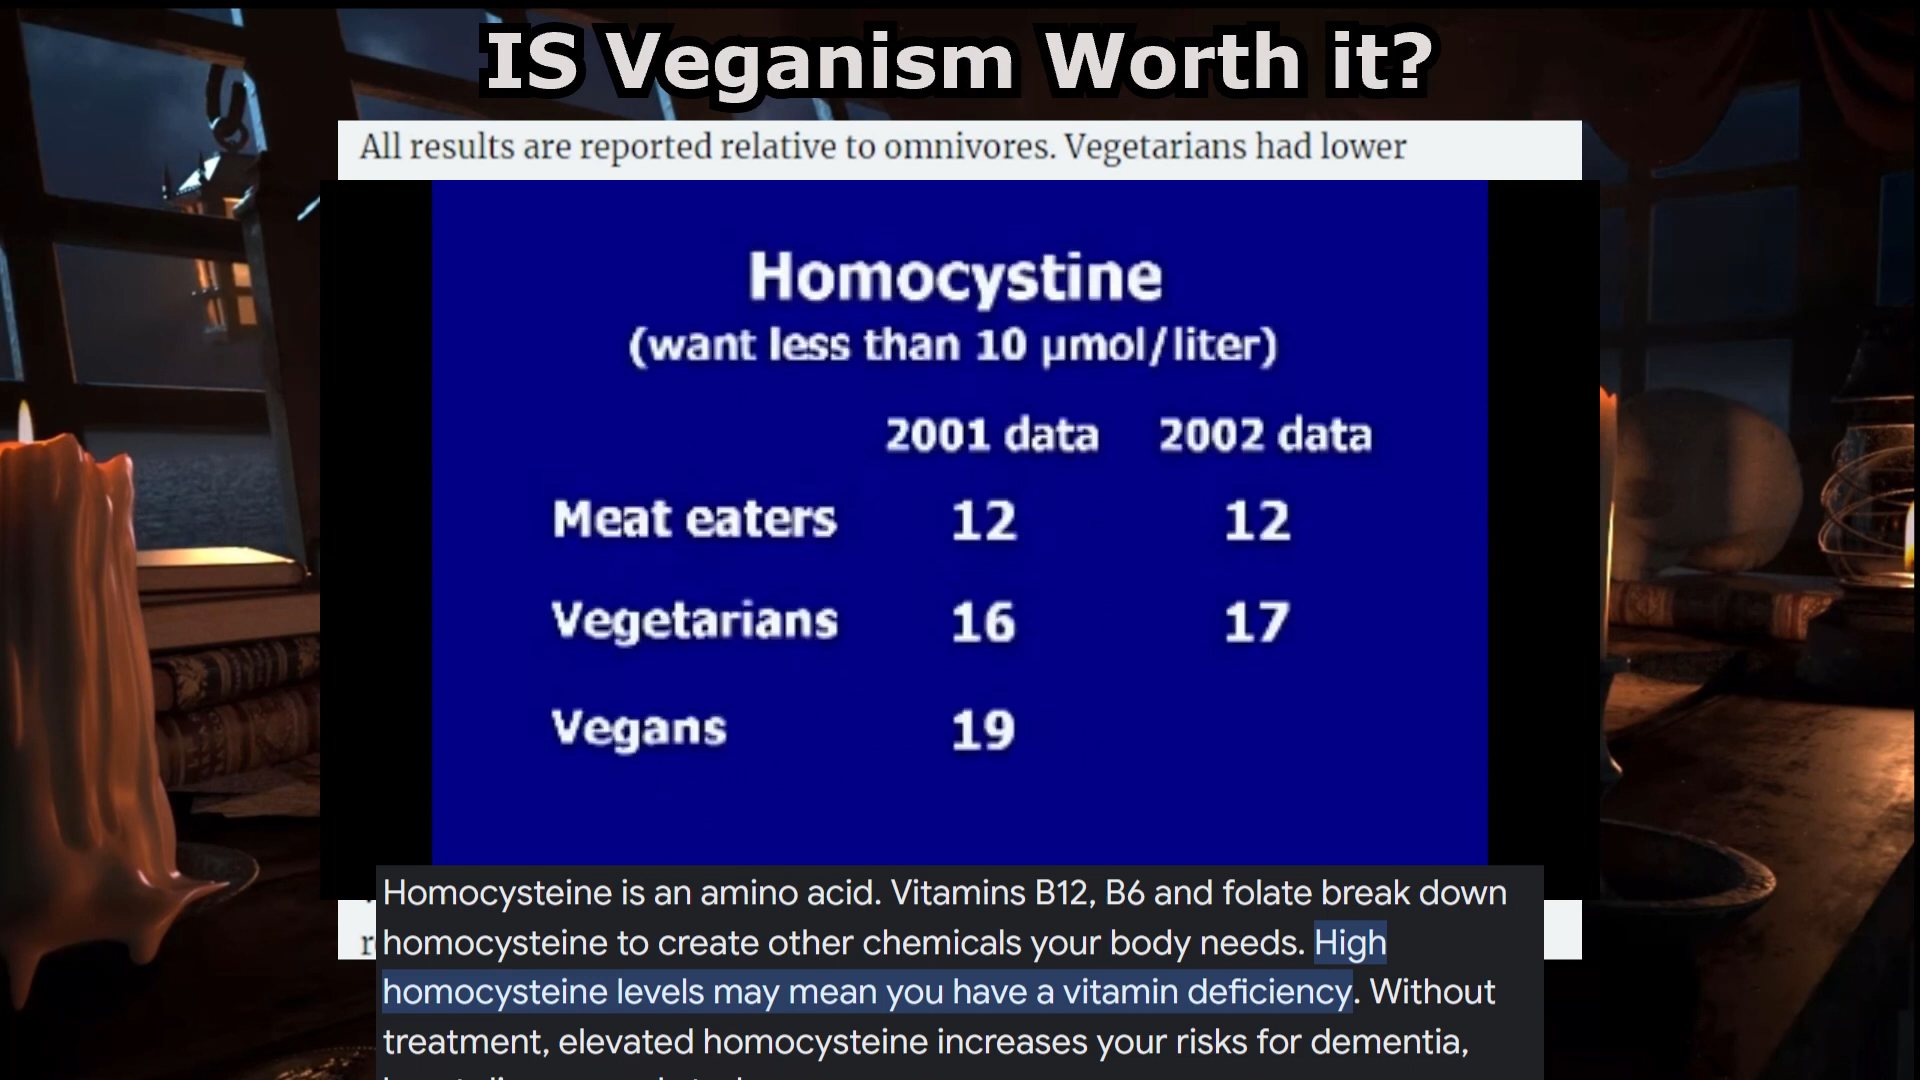 IS Veganism Worth it?
All results are reported relative to omnivores. Vegetarians had lower
Homocystine
(want less than 10 µmol/liter)
2001 data 2002 data
Meat eaters 12 12
Vegetarians 16 17
Vegans 19
Homocysteine is an amino acid. Vitamins B12, B6 and folate break down
homocysteine to create other chemicals your body needs. High
homocysteine levels may mean you have a vitamin deficiency. Without
treatment, elevated homocysteine increases your risks for dementia,